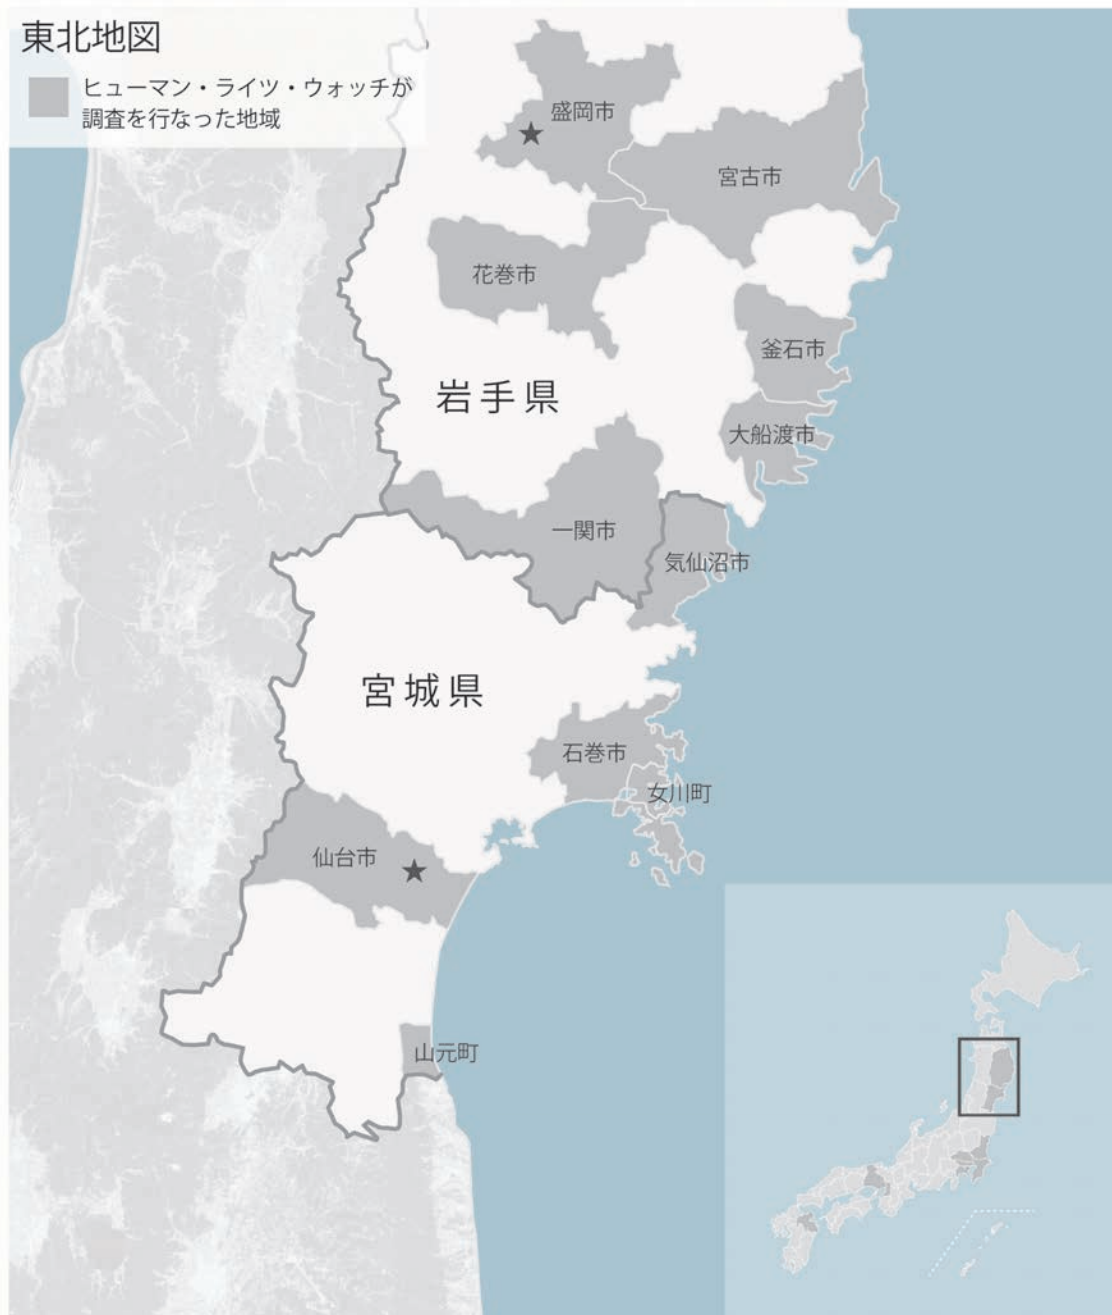 東北地図
ヒューマン・ライツ・ウォッチが
調査を行なった地域
盛岡市
宮古市
花巻市
釜石市
岩手県
大船渡市
一関市
気仙沼市
宮城県
石巻市
女川町
仙台市
山元町